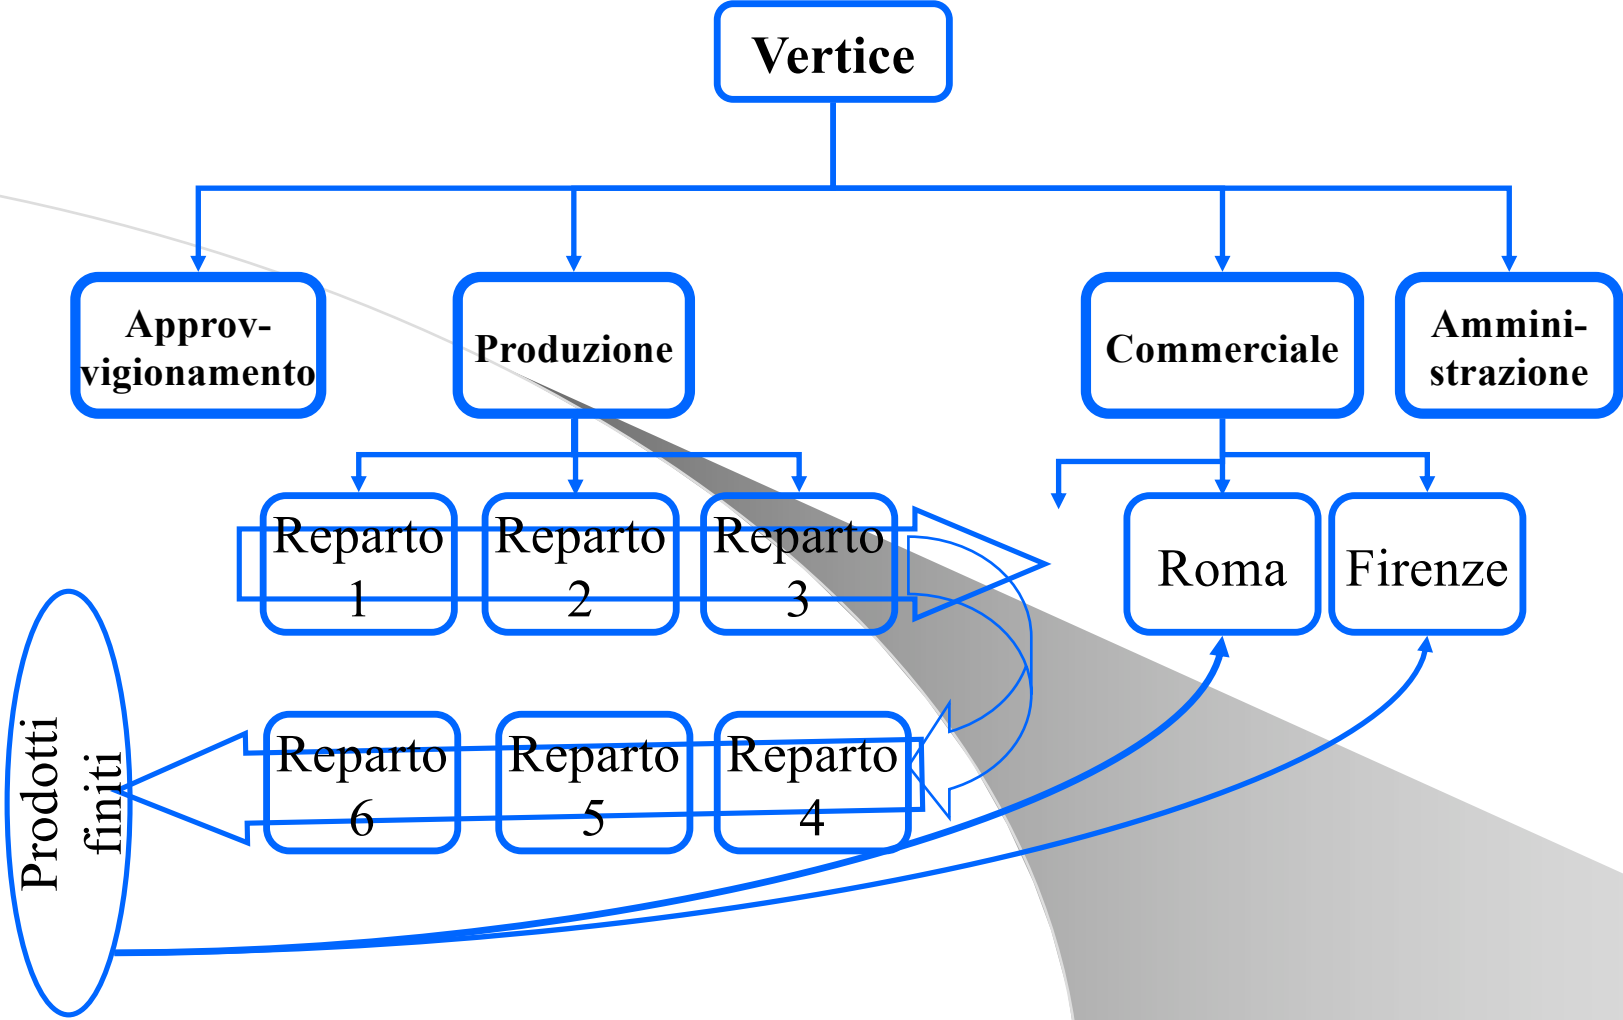 Vertice
Approv-
vigionamento
Produzione
Commerciale
Ammini-
strazione
Reparto
1
Reparto
2
Reparto
3
Roma
Firenze
Reparto
6
Reparto
5
Reparto
4
Prodotti
finiti